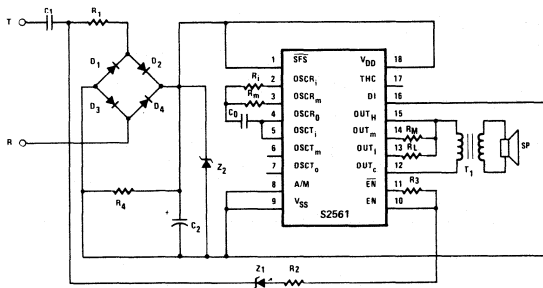 T
C1
R1
D1
D2
D3
D4
R
R4
C2
Z2
Ri
Rm
C0
1 SFS
2 OSCRi
3 OSCRm
4 OSCR0
5 OSCTi
6 OSCTm
7 OSCTo
8 A/M
9 VSS
VDD 18
THC 17
DI 16
OUTH 15
OUTm 14
OUTl 13
OUTc 12
EN 11
EN 10
S2561
RM
RL
T1
SP
R3
Z1
R2